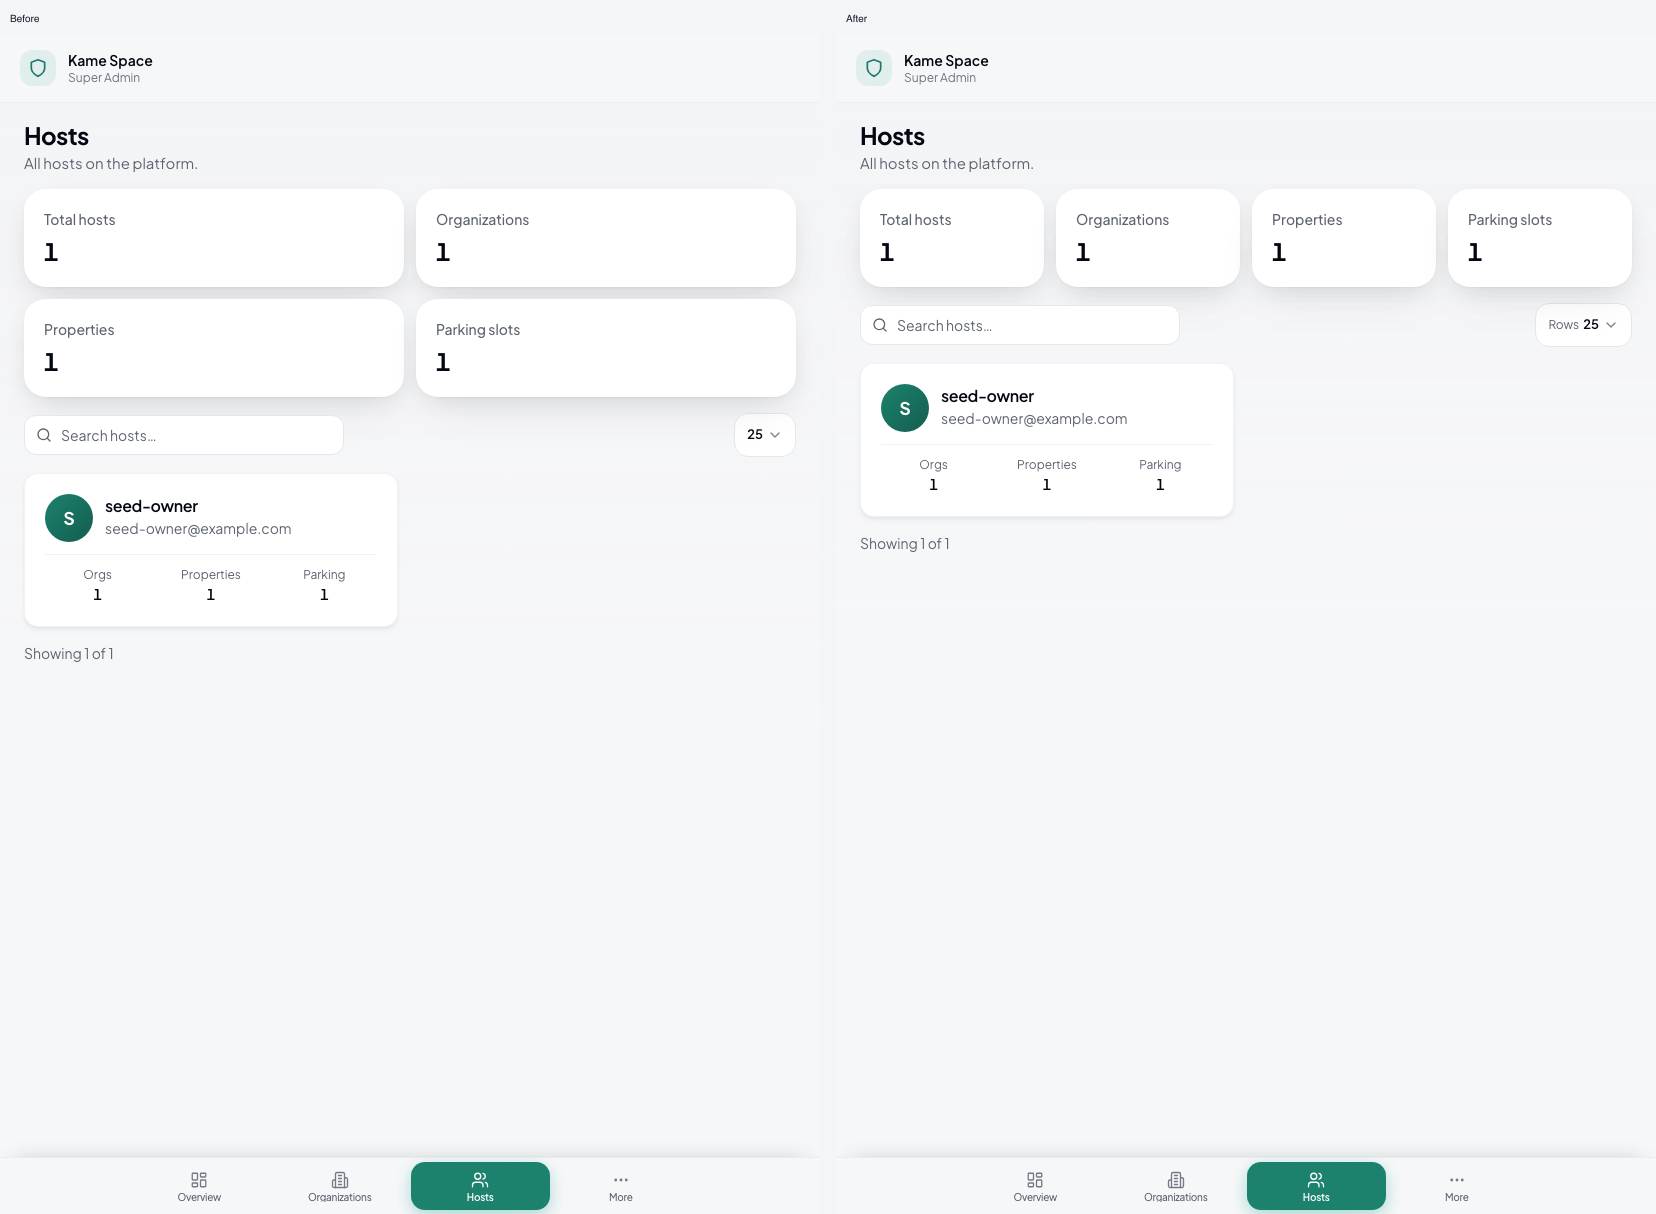 Before
Kame Space
Super Admin
Hosts
All hosts on the platform.
Total hosts
1
Organizations
1
Properties
1
Parking slots
1
Search hosts...
25
S
seed-owner
seed-owner@example.com
Orgs
Properties
Parking
1
1
1
Showing 1 of 1
Overview
Organizations
Hosts
More
After
Kame Space
Super Admin
Hosts
All hosts on the platform.
Total hosts
1
Organizations
1
Properties
1
Parking slots
1
Search hosts...
Rows 25
S
seed-owner
seed-owner@example.com
Orgs
Properties
Parking
1
1
1
Showing 1 of 1
Overview
Organizations
Hosts
More